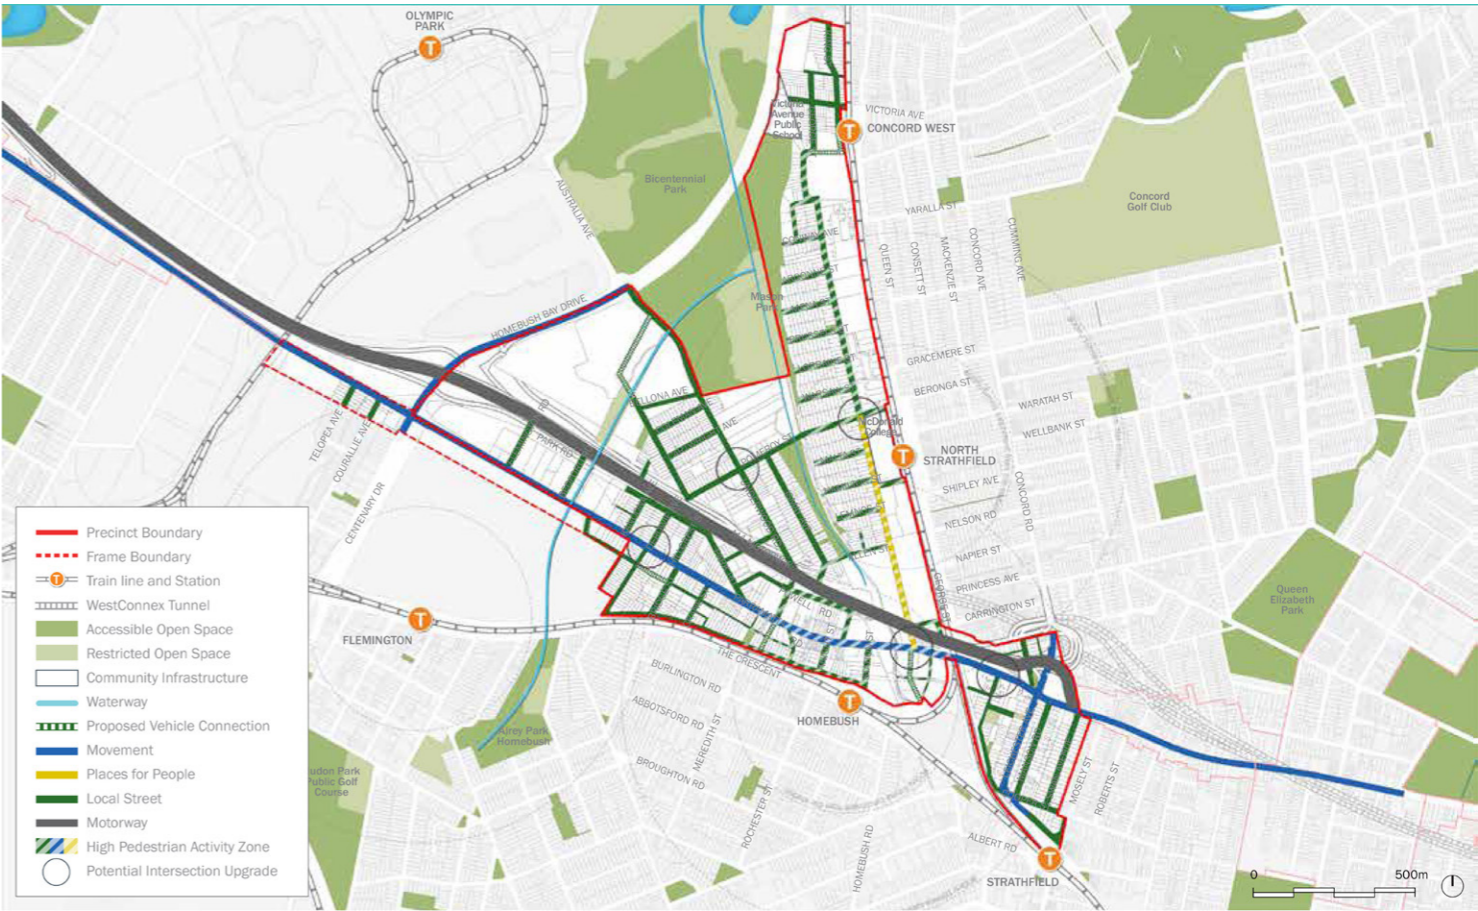 OLYMPIC
PARK
T
VICTORIA AVE
CONCORD WEST
T
Victoria
Avenue
Public
School
Bicentennial
Park
AUSTRALIA AVE
Concord
Golf Club
YARALLA ST
QUEEN ST
CONSETT ST
MACKENZIE ST
CONCORD AVE
CUMMING AVE
HOMEBUSH BAY DRIVE
Mason
Park
GRACEMERE ST
BERONGA ST
WARATAH ST
WELLBANK ST
AVE
PARK RD
RD
TELOPEA AVE
COURALLIE AVE
CENTENARY DR
McDonald
College
T
NORTH
STRATHFIELD
SHIPLEY AVE
CONCORD RD
NELSON RD
NAPIER ST
PRINCESS AVE
CARRINGTON ST
GEORGE ST
Queen
Elizabeth
Park
T
FLEMINGTON
THE CRESCENT
BURLINGTON RD
ABBOTSFORD RD
MEREDITH ST
BROUGHTON RD
ROCHESTER ST
HOMEBUSH RD
T
HOMEBUSH
Airey Park
Homebush
Public Golf
Course
MOSELY ST
ROBERTS ST
ALBERT RD
T
STRATHFIELD
Precinct Boundary
Frame Boundary
T
Train line and Station
WestConnex Tunnel
Accessible Open Space
Restricted Open Space
Community Infrastructure
Waterway
Proposed Vehicle Connection
Movement
Places for People
Local Street
Motorway
High Pedestrian Activity Zone
Potential Intersection Upgrade
0
500m